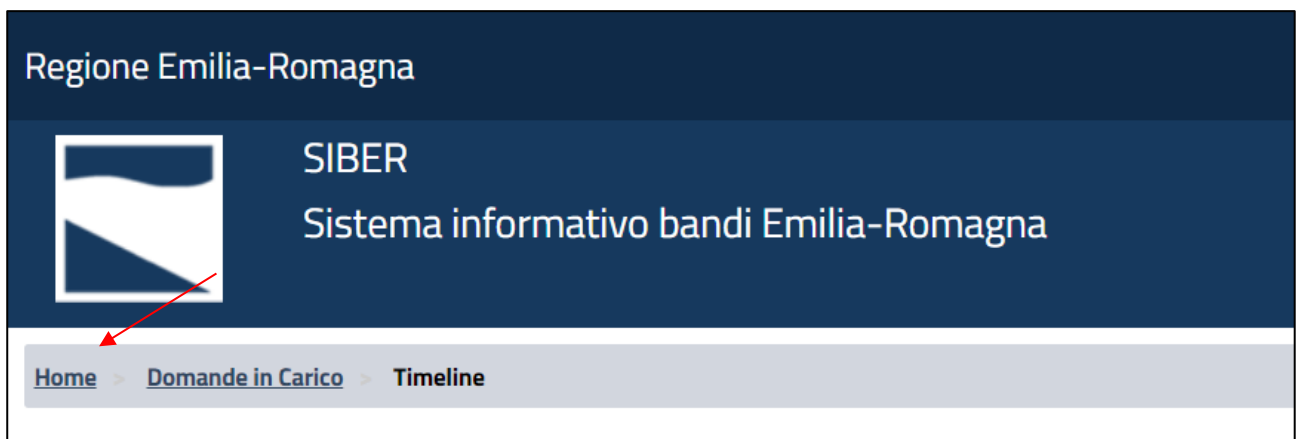 Regione Emilia-Romagna
SIBER
Sistema informativo bandi Emilia-Romagna
Home > Domande in Carico > Timeline